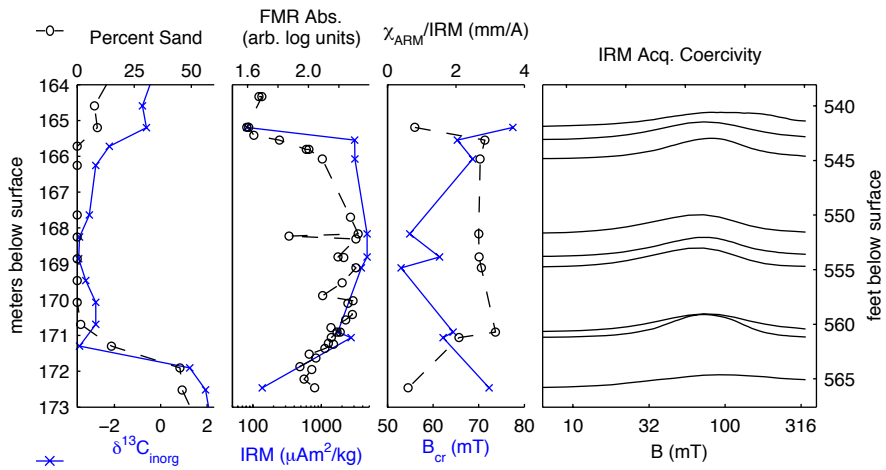 Percent Sand
0 25 50
FMR Abs.
(arb. log units)
1.6 2.0 2.4
χARM/IRM (mm/A)
0 2 4
IRM Acq. Coercivity
meters below surface
164
165
166
167
168
169
170
171
172
173
feet below surface
540
545
550
555
560
565
−2 0 2
δ13Cinorg
100 1000
IRM (μAm2/kg)
50 60 70 80
Bcr (mT)
10 32 100 316
B (mT)